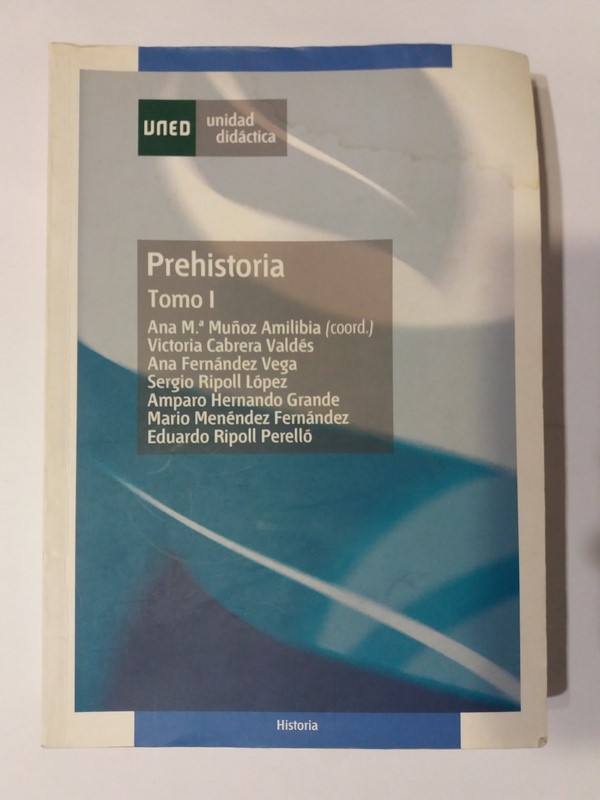 UNED
unidad
didáctica
Prehistoria
Tomo I
Ana M.ª Muñoz Amilibia (coord.)
Victoria Cabrera Valdés
Ana Fernández Vega
Sergio Ripoll López
Amparo Hernando Grande
Mario Menéndez Fernández
Eduardo Ripoll Perelló
Historia